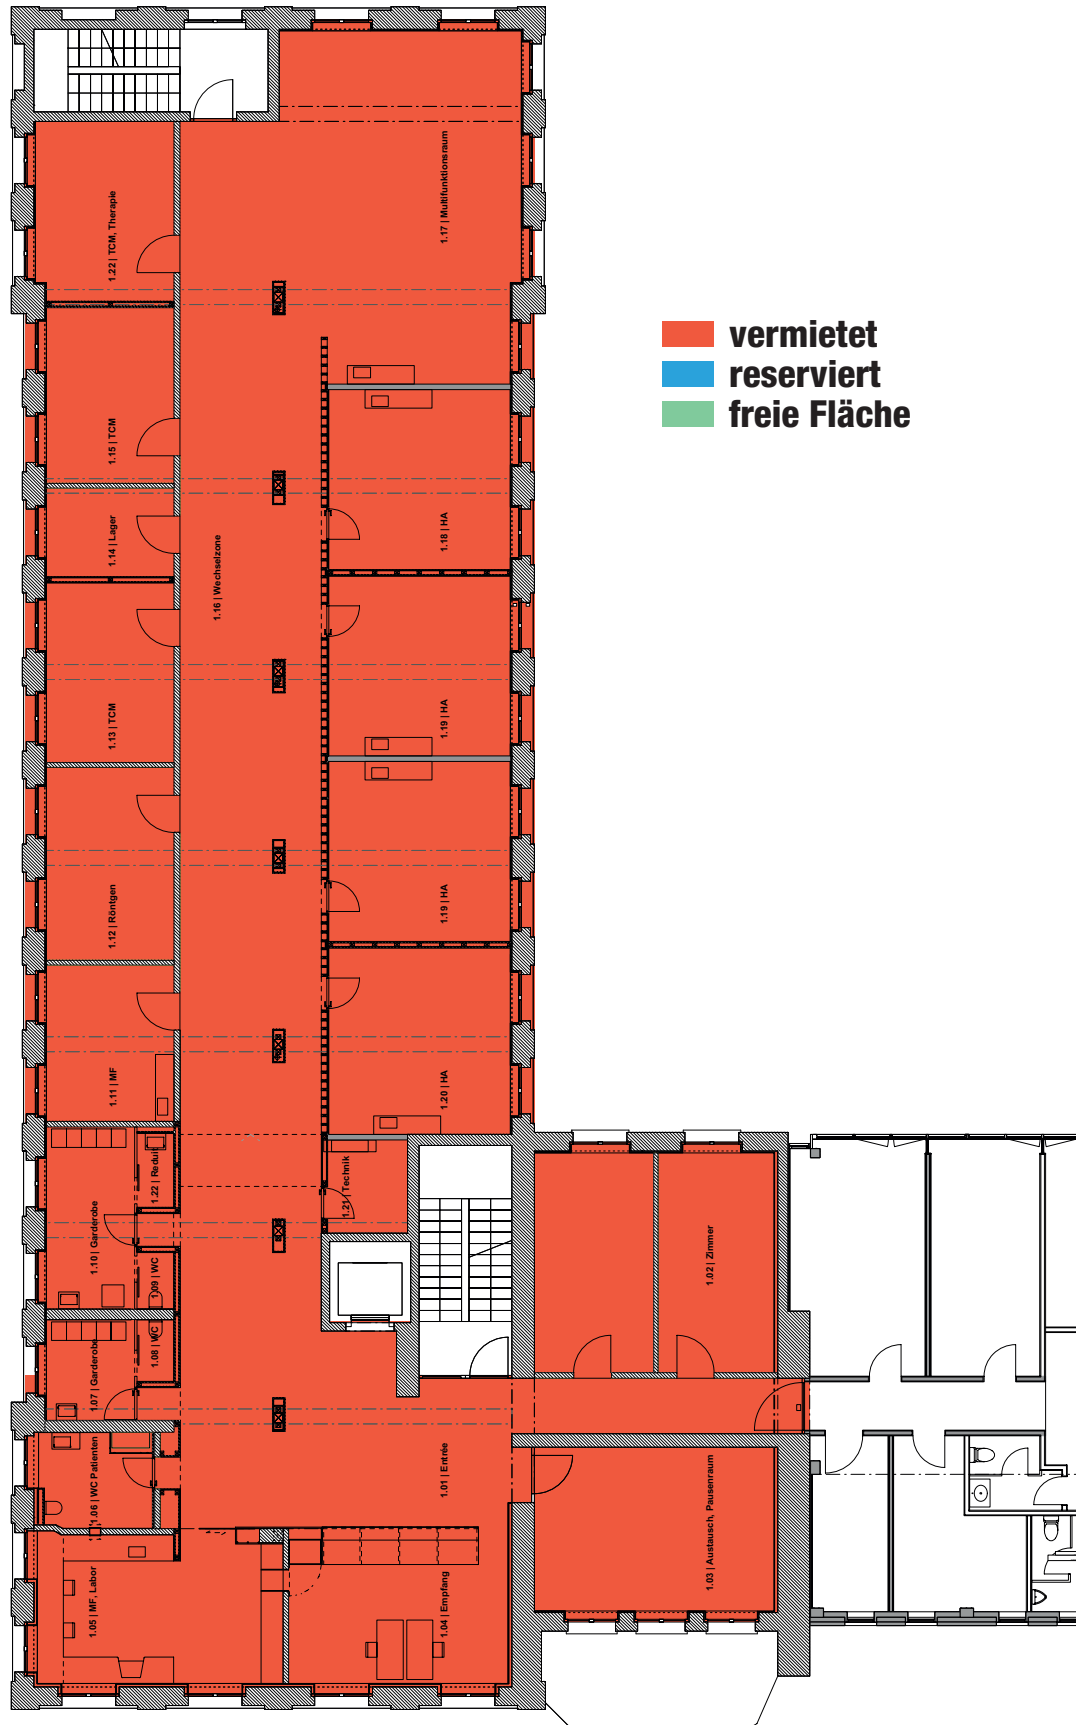 1.17 | Multifunktionsraum
1.22 | TCM, Therapie
vermietet
reserviert
freie Fläche
1.15 | TCM
1.14 | Lager
1.18 | HA
1.16 | Wechselzone
1.13 | TCM
1.19 | HA
1.12 | Röntgen
1.19 | HA
1.11 | MF
1.20 | HA
1.22 | Reduit
1.21 | Technik
1.10 | Garderobe
1.09 | WC
1.02 | Zimmer
1.08 | WC
1.07 | Garderobe
1.06 | WC Patienten
1.01 | Entrée
1.03 | Austausch, Pausenraum
1.05 | MF, Labor
1.04 | Empfang